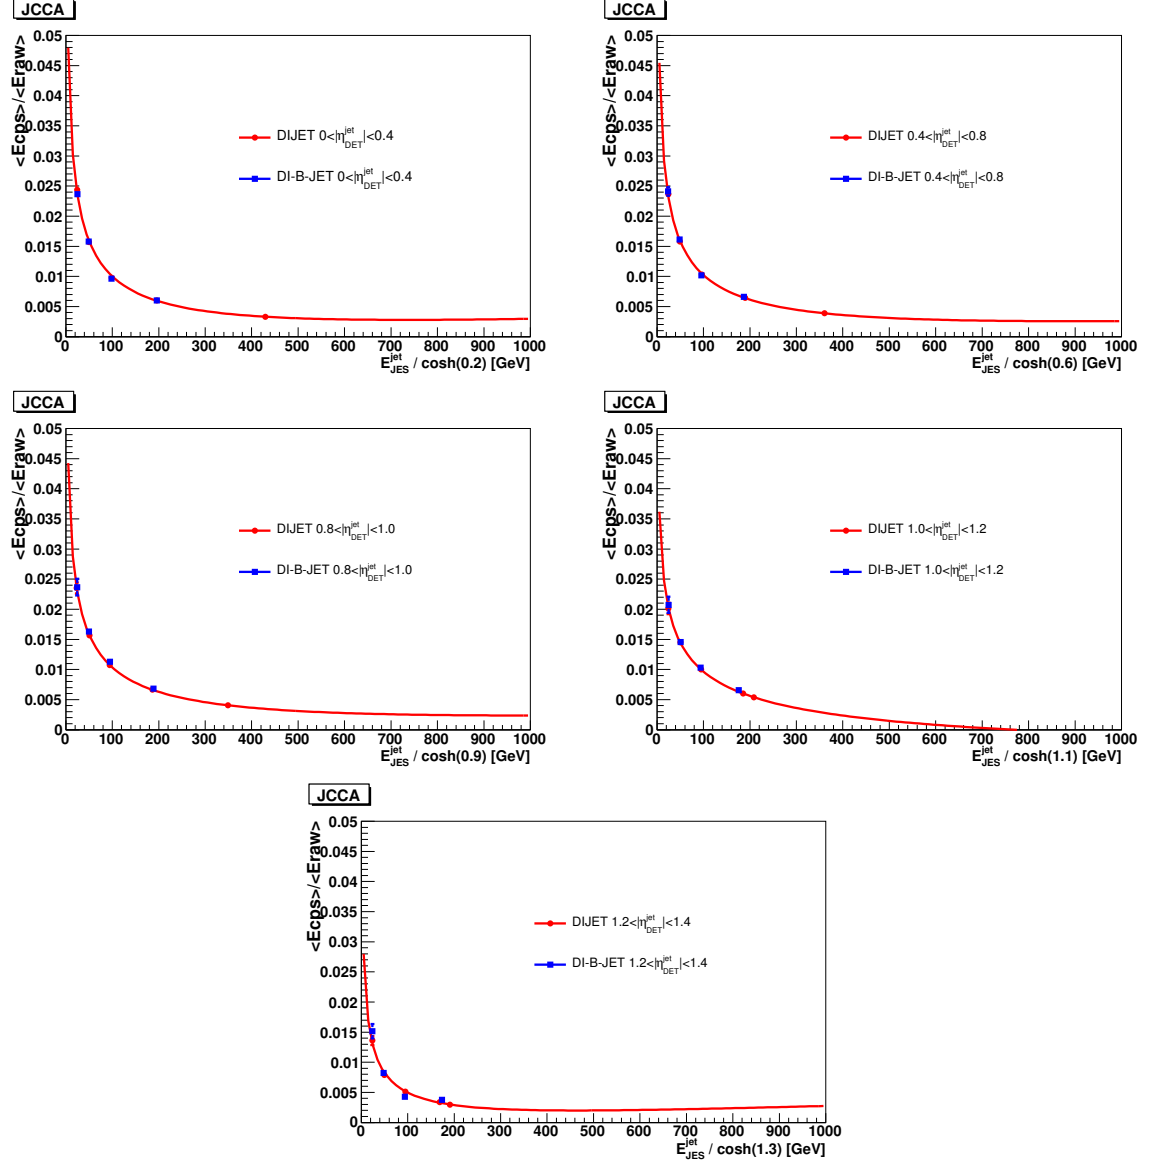 JCCA
<Ecps>/<Eraw>
0.05
0.045
0.04
0.035
0.03
0.025
0.02
0.015
0.01
0.005
0
DIJET 0<|η^jet_DET|<0.4
DI-B-JET 0<|η^jet_DET|<0.4
0 100 200 300 400 500 600 700 800 900 1000
E^jet_JES / cosh(0.2) [GeV]
JCCA
<Ecps>/<Eraw>
0.05
0.045
0.04
0.035
0.03
0.025
0.02
0.015
0.01
0.005
0
DIJET 0.4<|η^jet_DET|<0.8
DI-B-JET 0.4<|η^jet_DET|<0.8
0 100 200 300 400 500 600 700 800 900 1000
E^jet_JES / cosh(0.6) [GeV]
JCCA
<Ecps>/<Eraw>
0.05
0.045
0.04
0.035
0.03
0.025
0.02
0.015
0.01
0.005
0
DIJET 0.8<|η^jet_DET|<1.0
DI-B-JET 0.8<|η^jet_DET|<1.0
0 100 200 300 400 500 600 700 800 900 1000
E^jet_JES / cosh(0.9) [GeV]
JCCA
<Ecps>/<Eraw>
0.05
0.045
0.04
0.035
0.03
0.025
0.02
0.015
0.01
0.005
0
DIJET 1.0<|η^jet_DET|<1.2
DI-B-JET 1.0<|η^jet_DET|<1.2
0 100 200 300 400 500 600 700 800 900 1000
E^jet_JES / cosh(1.1) [GeV]
JCCA
<Ecps>/<Eraw>
0.05
0.045
0.04
0.035
0.03
0.025
0.02
0.015
0.01
0.005
0
DIJET 1.2<|η^jet_DET|<1.4
DI-B-JET 1.2<|η^jet_DET|<1.4
0 100 200 300 400 500 600 700 800 900 1000
E^jet_JES / cosh(1.3) [GeV]